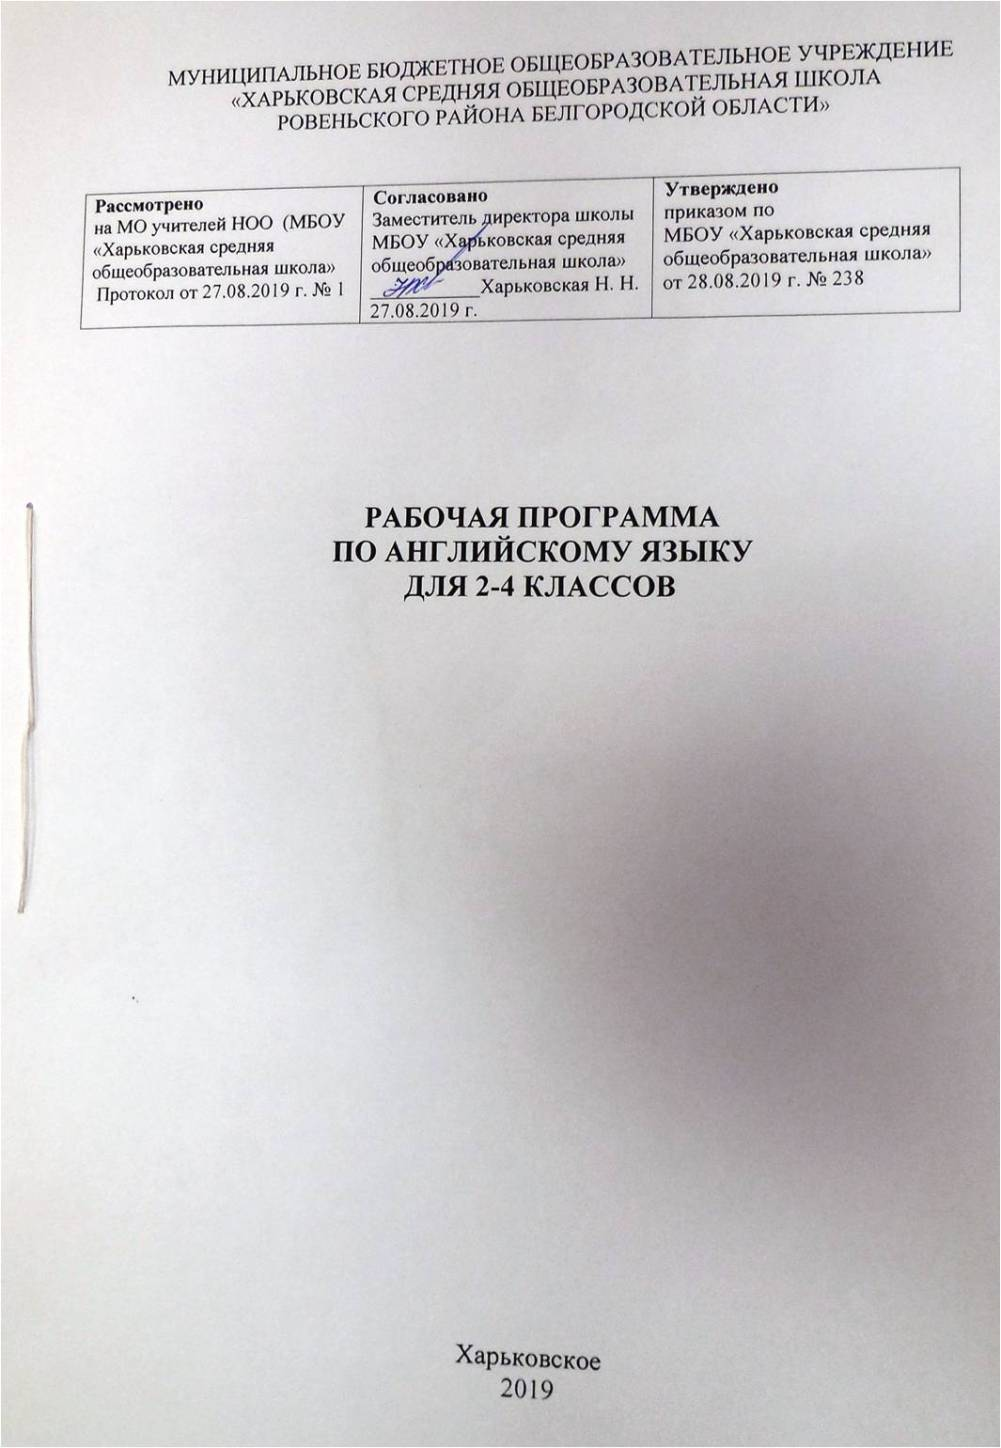 МУНИЦИПАЛЬНОЕ БЮДЖЕТНОЕ ОБЩЕОБРАЗОВАТЕЛЬНОЕ УЧРЕЖДЕНИЕ
«ХАРЬКОВСКАЯ СРЕДНЯЯ ОБЩЕОБРАЗОВАТЕЛЬНАЯ ШКОЛА
РОВЕНЬСКОГО РАЙОНА БЕЛГОРОДСКОЙ ОБЛАСТИ»
Рассмотрено
на МО учителей НОО (МБОУ
«Харьковская средняя
общеобразовательная школа»
Протокол от 27.08.2019 г. № 1
Согласовано
Заместитель директора школы
МБОУ «Харьковская средняя
общеобразовательная школа»
___________Харьковская Н. Н.
27.08.2019 г.
Утверждено
приказом по
МБОУ «Харьковская средняя
общеобразовательная школа»
от 28.08.2019 г. № 238
РАБОЧАЯ ПРОГРАММА
ПО АНГЛИЙСКОМУ ЯЗЫКУ
ДЛЯ 2-4 КЛАССОВ
Харьковское
2019